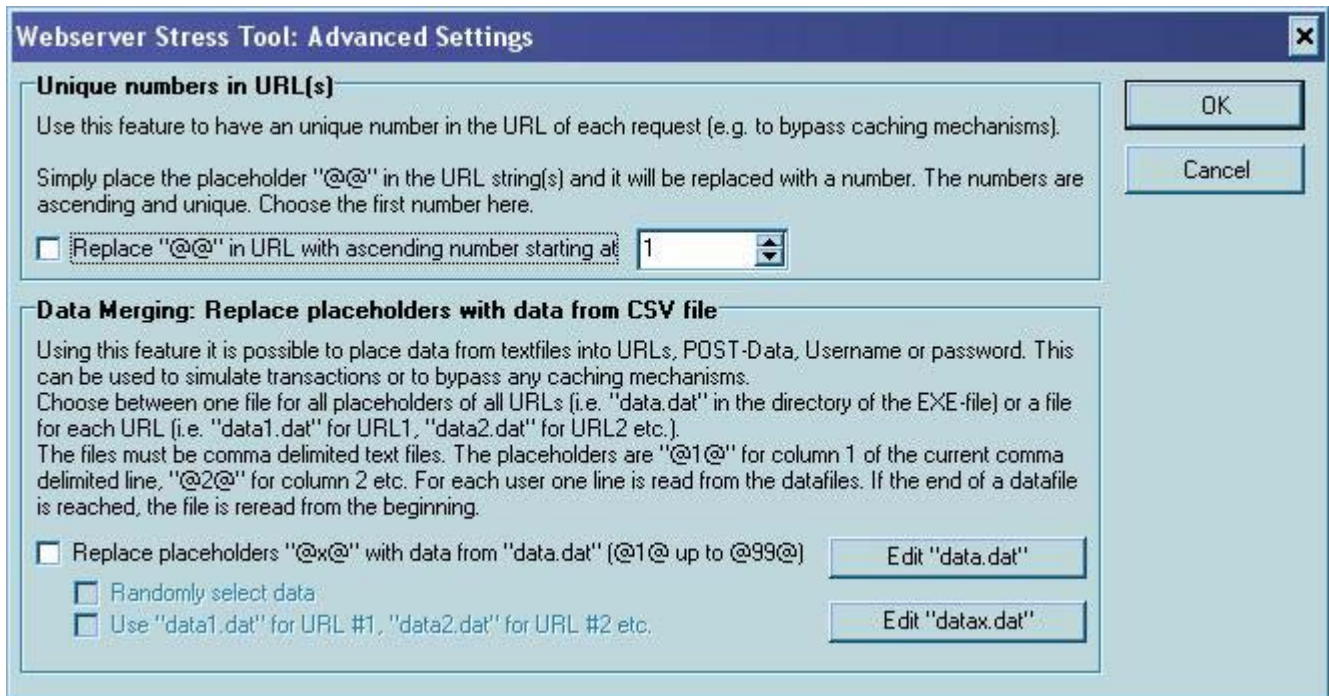 Webserver Stress Tool: Advanced Settings
Unique numbers in URL(s)
Use this feature to have an unique number in the URL of each request (e.g. to bypass caching mechanisms).
Simply place the placeholder "@@" in the URL string(s) and it will be replaced with a number. The numbers are
ascending and unique. Choose the first number here.
Replace "@@" in URL with ascending number starting at 1
OK
Cancel
Data Merging: Replace placeholders with data from CSV file
Using this feature it is possible to place data from textfiles into URLs, POST-Data, Username or password. This
can be used to simulate transactions or to bypass any caching mechanisms.
Choose between one file for all placeholders of all URLs (i.e. "data.dat" in the directory of the EXE-file) or a file
for each URL (i.e. "data1.dat" for URL1, "data2.dat" for URL2 etc.).
The files must be comma delimited text files. The placeholders are "@1@" for column 1 of the current comma
delimited line, "@2@" for column 2 etc. For each user one line is read from the datafiles. If the end of a datafile
is reached, the file is reread from the beginning.
Replace placeholders "@x@" with data from "data.dat" (@1@ up to @99@)
Edit "data.dat"
Randomly select data
Use "data1.dat" for URL #1, "data2.dat" for URL #2 etc.
Edit "datax.dat"